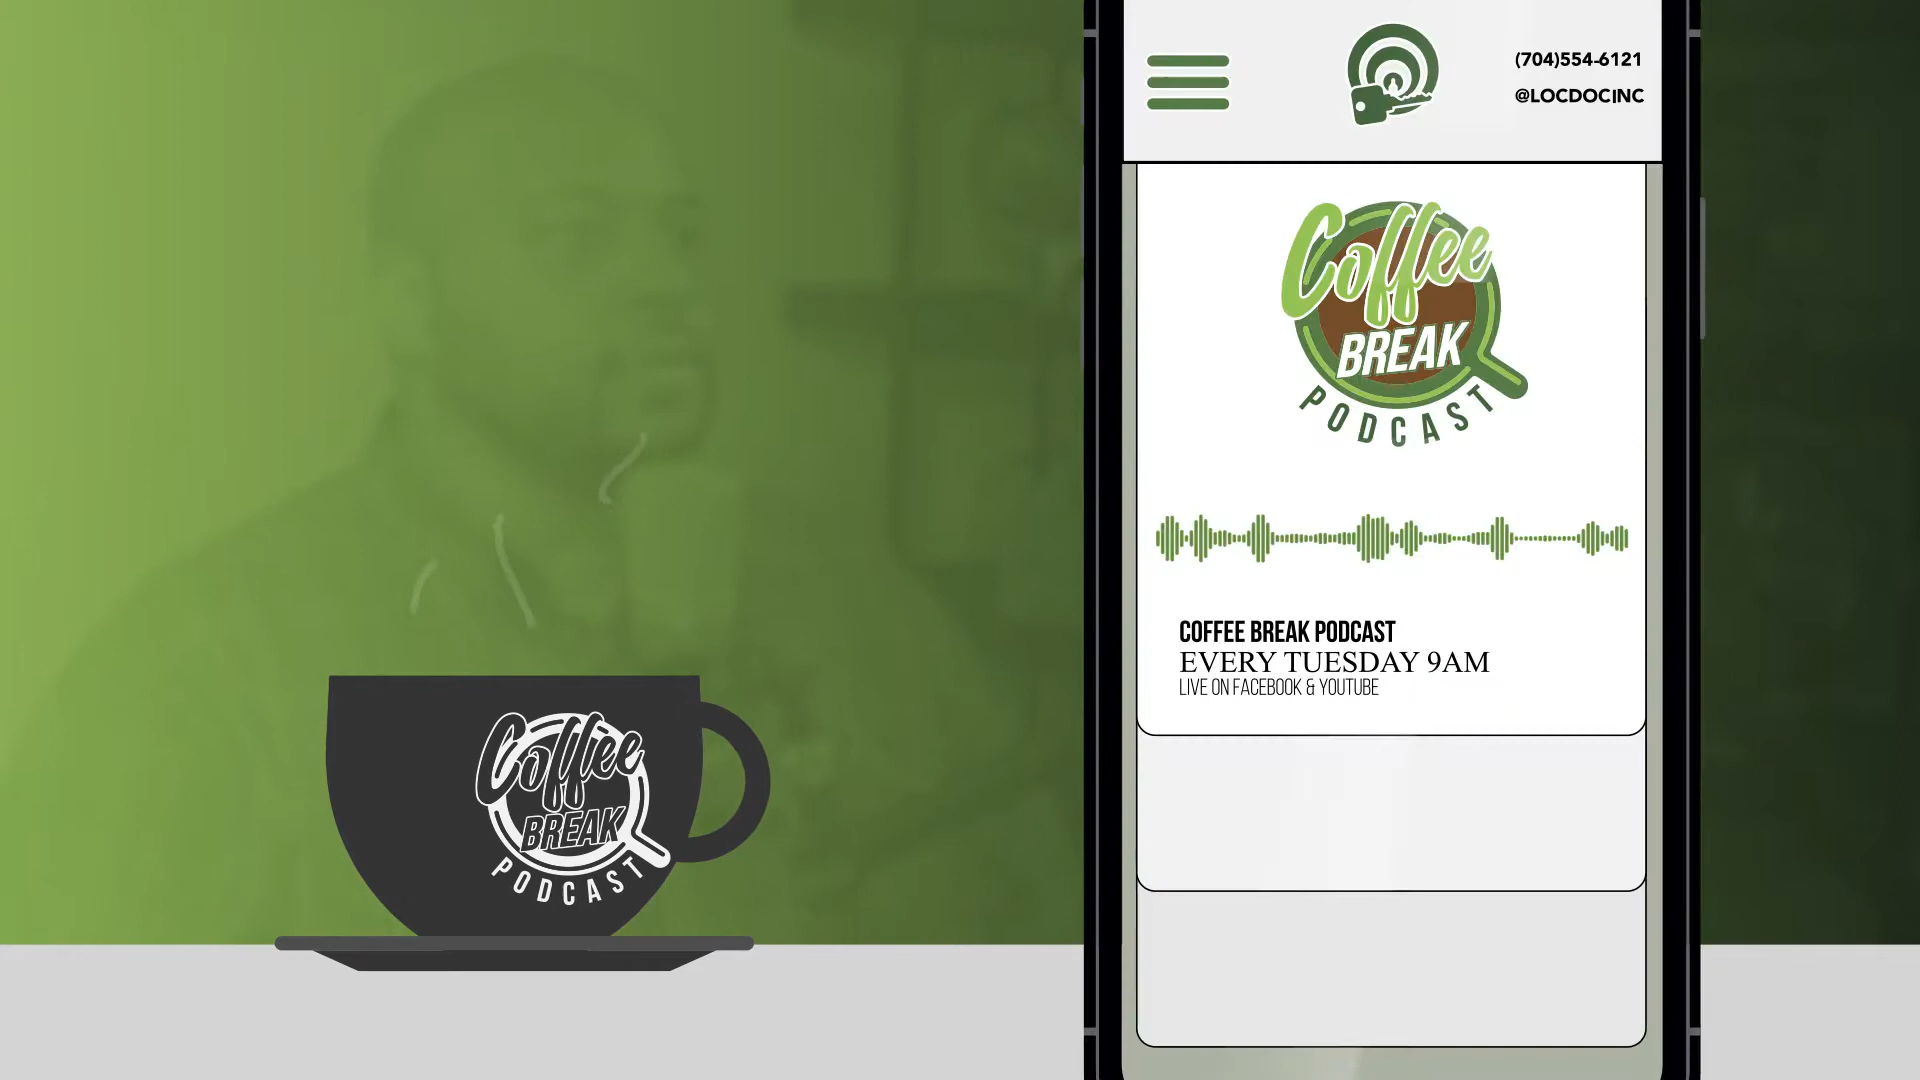 (704)554-6121
@LOCDOCINC
Coffee
BREAK
PODCAST
COFFEE BREAK PODCAST
EVERY TUESDAY 9AM
LIVE ON FACEBOOK & YOUTUBE
Coffee
BREAK
PODCAST